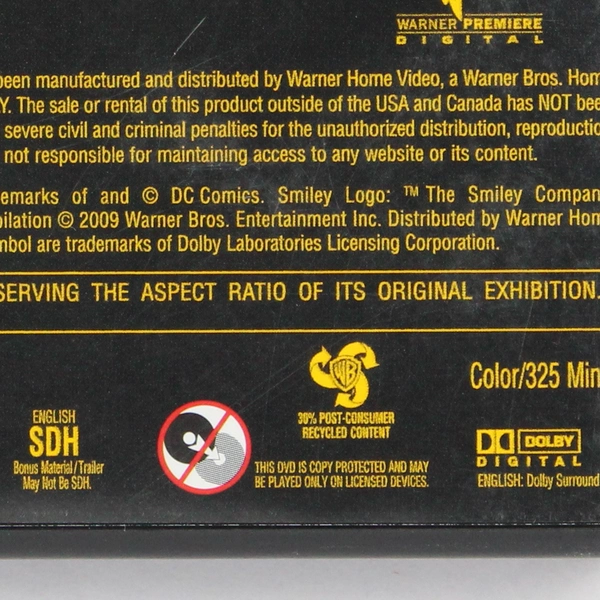 WARNER PREMIERE
DIGITAL
been manufactured and distributed by Warner Home Video, a Warner Bros. Hom
Y. The sale or rental of this product outside of the USA and Canada has NOT bee
severe civil and criminal penalties for the unauthorized distribution, reproductio
not responsible for maintaining access to any website or its content.
emarks of and © DC Comics. Smiley Logo: ™ The Smiley Compan
pilation © 2009 Warner Bros. Entertainment Inc. Distributed by Warner Hom
mbol are trademarks of Dolby Laboratories Licensing Corporation.
SERVING THE ASPECT RATIO OF ITS ORIGINAL EXHIBITION.
WB
Color/325 Min
30% POST-CONSUMER
RECYCLED CONTENT
ENGLISH
SDH
Bonus Material/Trailer
May Not Be SDH.
THIS DVD IS COPY PROTECTED AND MAY
BE PLAYED ONLY ON LICENSED DEVICES.
DOLBY
DIGITAL
ENGLISH: Dolby Surround